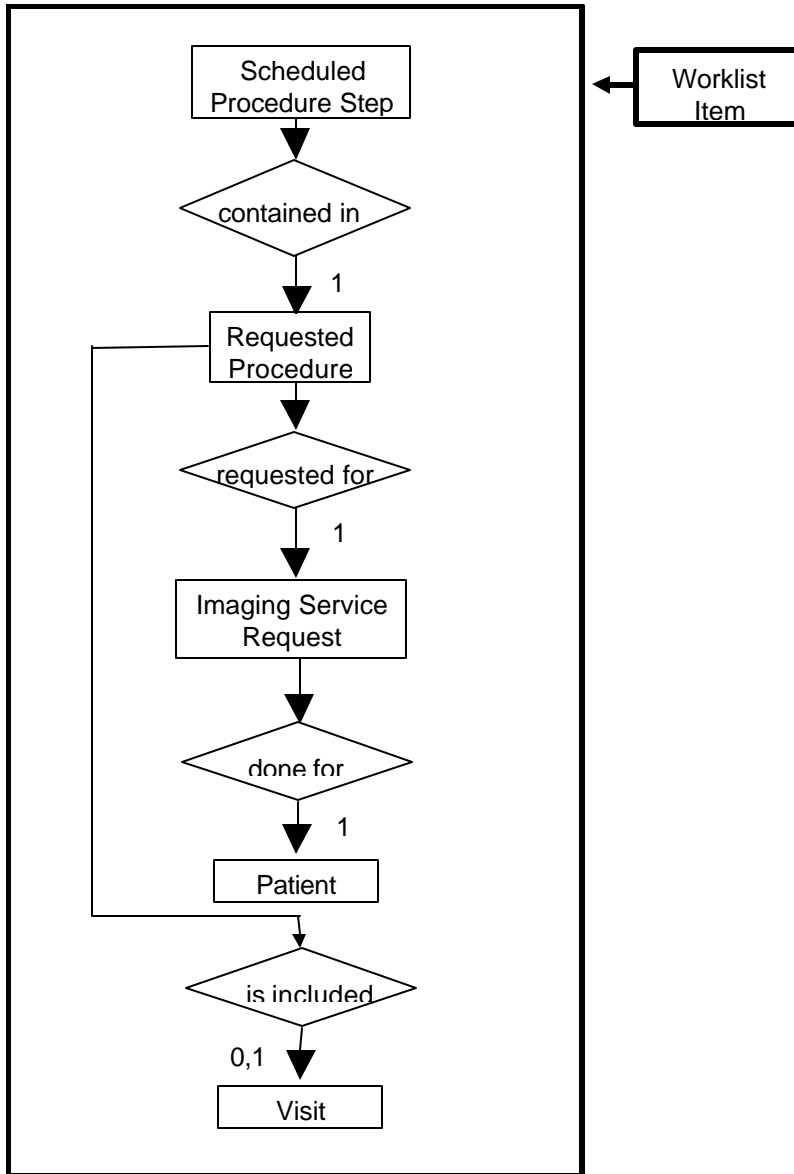 Scheduled
Procedure Step
Worklist
Item
contained in
1
Requested
Procedure
requested for
1
Imaging Service
Request
done for
1
Patient
is included
0,1
Visit